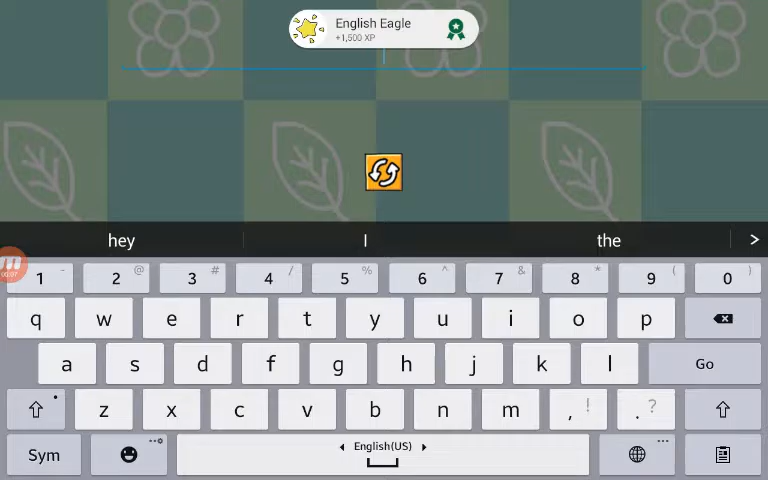 English Eagle
+1,500 XP
hey I the >
1 - 2 @ 3 # 4 / 5 % 6 ^ 7 & 8 * 9 ( 0 )
q w e r t y u i o p
a s d f g h j k l Go
z x c v b n m , ! . ?
Sym English(US)